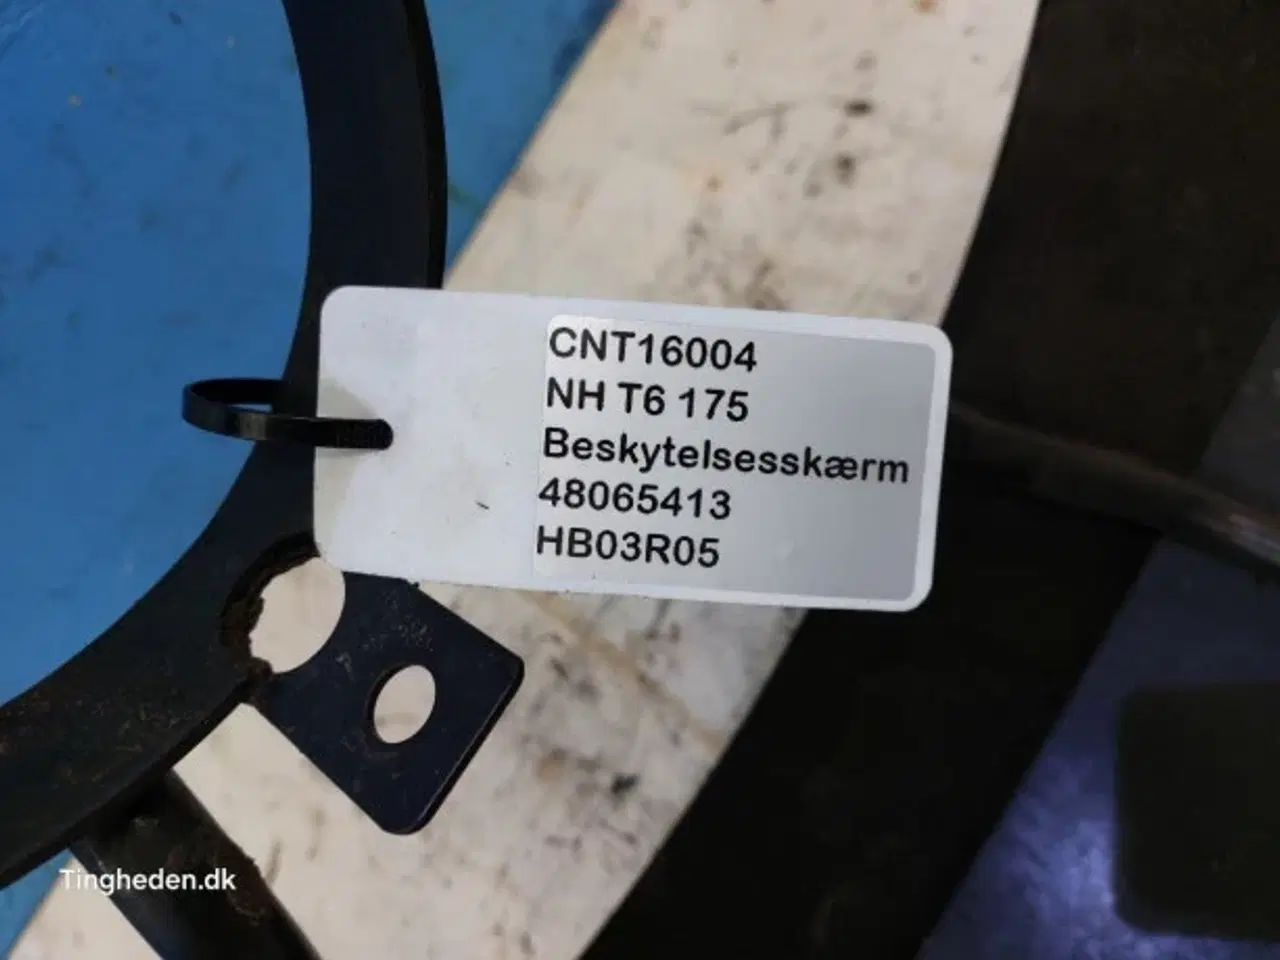 CNT16004
NH T6 175
Beskytelsesskærm
48065413
HB03R05
Tingheden.dk